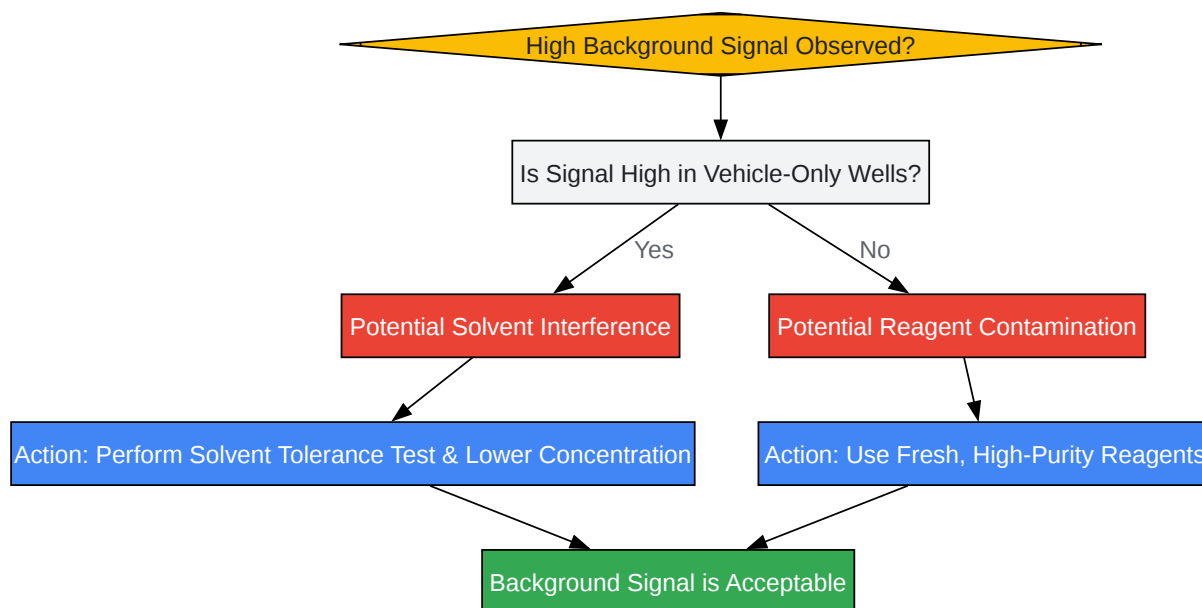 High Background Signal Observed?
Is Signal High in Vehicle-Only Wells?
Yes
No
Potential Solvent Interference
Potential Reagent Contamination
Action: Perform Solvent Tolerance Test & Lower Concentration
Action: Use Fresh, High-Purity Reagents
Background Signal is Acceptable